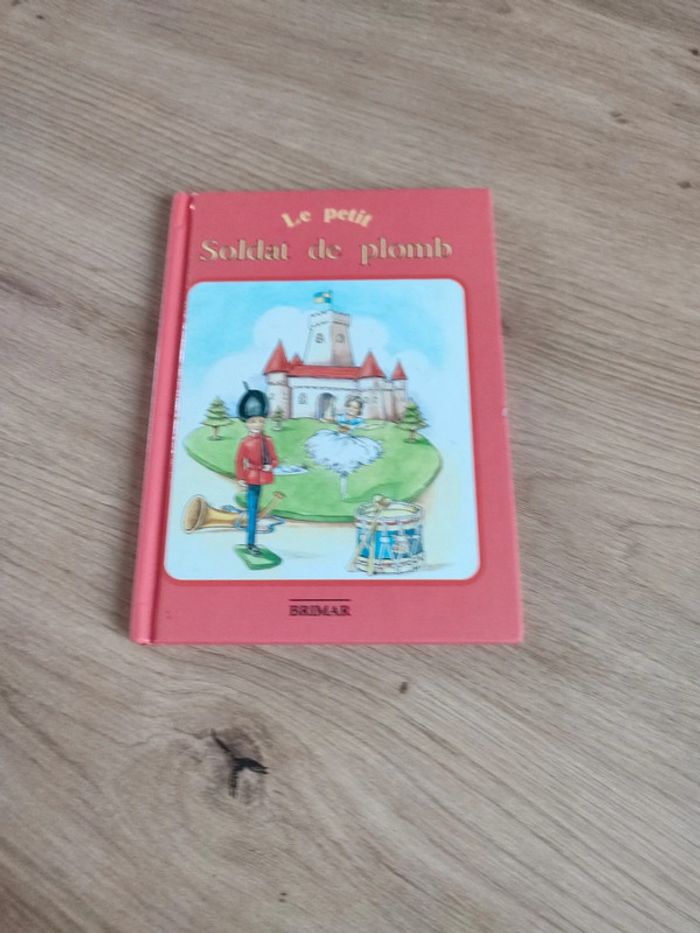 Le petit
Soldat de plomb
BRIMAR